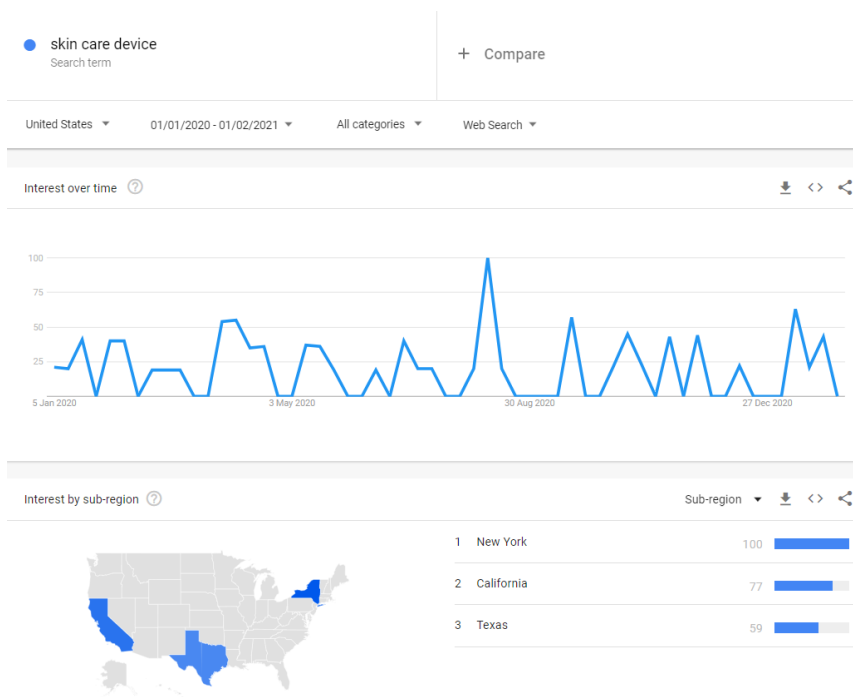 skin care device
Search term
+ Compare
United States
01/01/2020 - 01/02/2021
All categories
Web Search
Interest over time
?
100
75
50
25
5 Jan 2020
3 May 2020
30 Aug 2020
27 Dec 2020
Interest by sub-region
?
Sub-region
1 New York 100
2 California 77
3 Texas 59